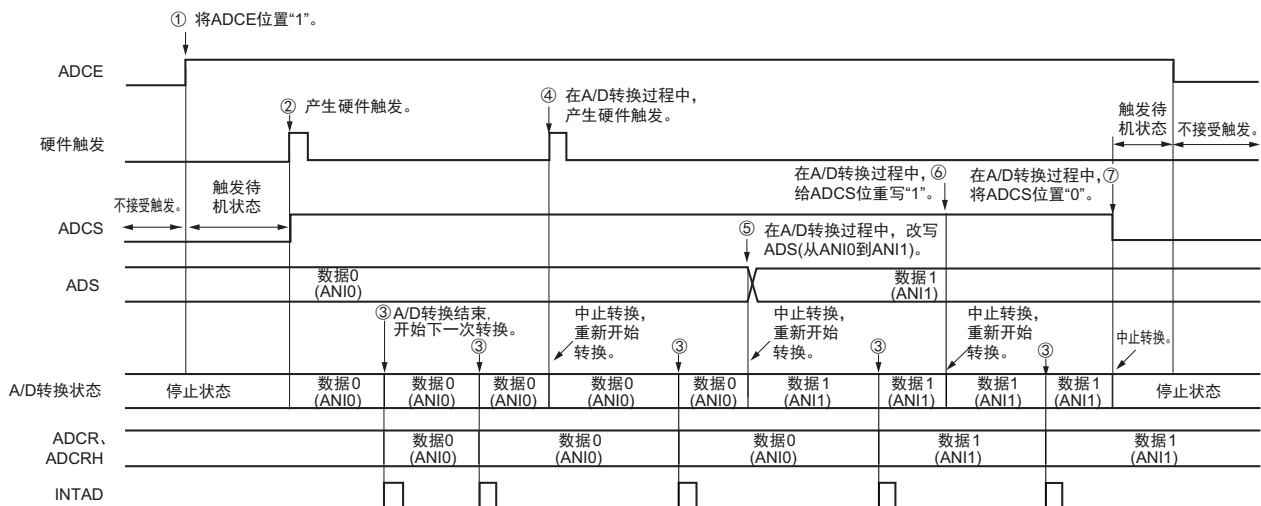 ① 将ADCE位置“1”。
ADCE
② 产生硬件触发。
④ 在A/D转换过程中，
产生硬件触发。
触发待
机状态
不接受触发。
硬件触发
在A/D转换过程中，⑥
给ADCS位重写“1”。
在A/D转换过程中，⑦
将ADCS位置“0”。
不接受触发。
触发待
机状态
ADCS
⑤ 在A/D转换过程中，改写
ADS(从ANI0到ANI1)。
ADS
数据0
(ANI0)
数据1
(ANI1)
③ A/D转换结束,
开始下一次转换。
③
中止转换，
重新开始
转换。
③
中止转换，
重新开始
转换。
③
中止转换，
重新开始
转换。
③
中止转换。
A/D转换状态
停止状态
数据0
(ANI0)
数据0
(ANI0)
数据0
(ANI0)
数据0
(ANI0)
数据0
(ANI0)
数据1
(ANI1)
数据1
(ANI1)
数据1
(ANI1)
数据1
(ANI1)
停止状态
ADCR、
ADCRH
数据0
(ANI0)
数据0
(ANI0)
数据0
(ANI0)
数据1
(ANI1)
数据1
(ANI1)
INTAD